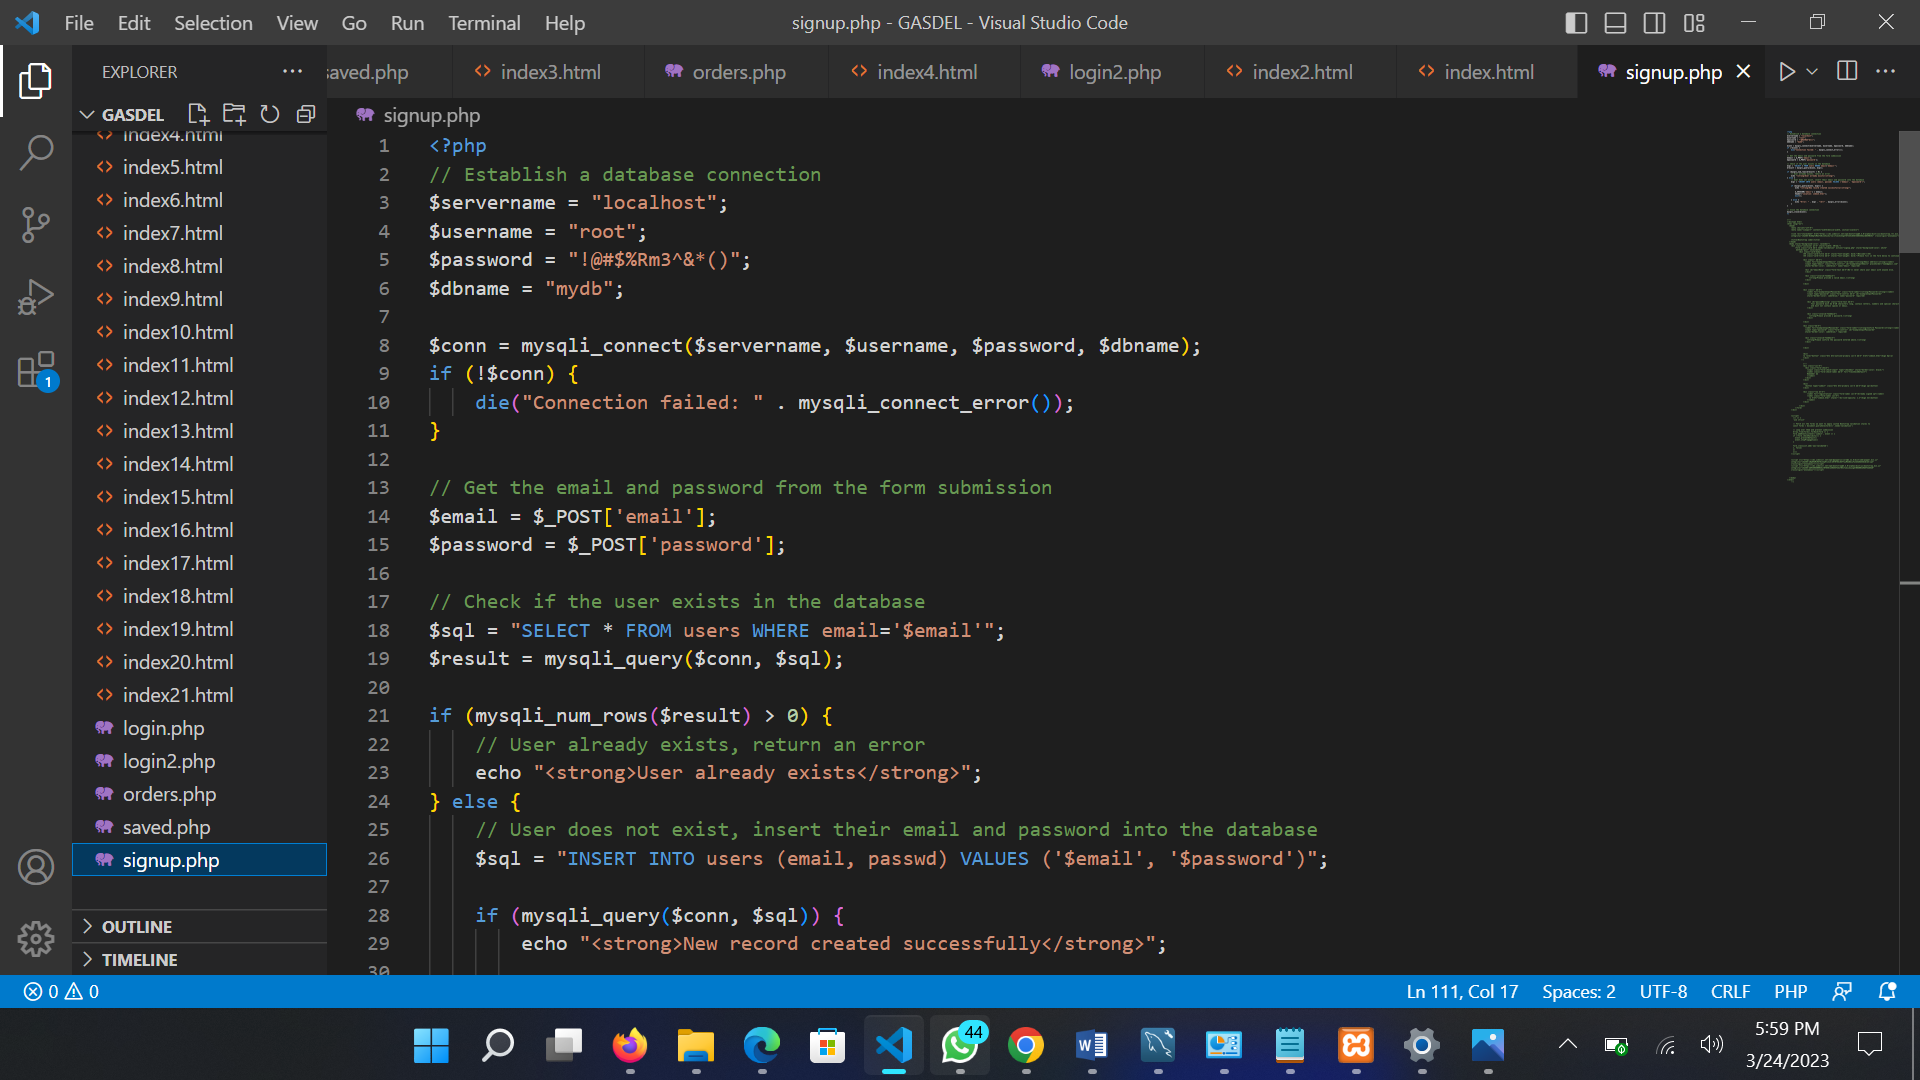 File Edit Selection View Go Run Terminal Help
signup.php - GASDEL - Visual Studio Code
EXPLORER
saved.php
index3.html
orders.php
index4.html
login2.php
index2.html
index.html
signup.php
GASDEL
signup.php
index4.html
index5.html
index6.html
index7.html
index8.html
index9.html
index10.html
index11.html
index12.html
index13.html
index14.html
index15.html
index16.html
index17.html
index18.html
index19.html
index20.html
index21.html
login.php
login2.php
orders.php
saved.php
signup.php
OUTLINE
TIMELINE
1
1 <?php
2 // Establish a database connection
3 $servername = "localhost";
4 $username = "root";
5 $password = "!@#$%Rm3^&*()";
6 $dbname = "mydb";
7
8 $conn = mysqli_connect($servername, $username, $password, $dbname);
9 if (!$conn) {
10 die("Connection failed: " . mysqli_connect_error());
11 }
12
13 // Get the email and password from the form submission
14 $email = $_POST['email'];
15 $password = $_POST['password'];
16
17 // Check if the user exists in the database
18 $sql = "SELECT * FROM users WHERE email='$email'";
19 $result = mysqli_query($conn, $sql);
20
21 if (mysqli_num_rows($result) > 0) {
22 // User already exists, return an error
23 echo "<strong>User already exists</strong>";
24 } else {
25 // User does not exist, insert their email and password into the database
26 $sql = "INSERT INTO users (email, passwd) VALUES ('$email', '$password')";
27
28 if (mysqli_query($conn, $sql)) {
29 echo "<strong>New record created successfully</strong>";
30
0 0
Ln 111, Col 17 Spaces: 2 UTF-8 CRLF PHP
44
5:59 PM
3/24/2023